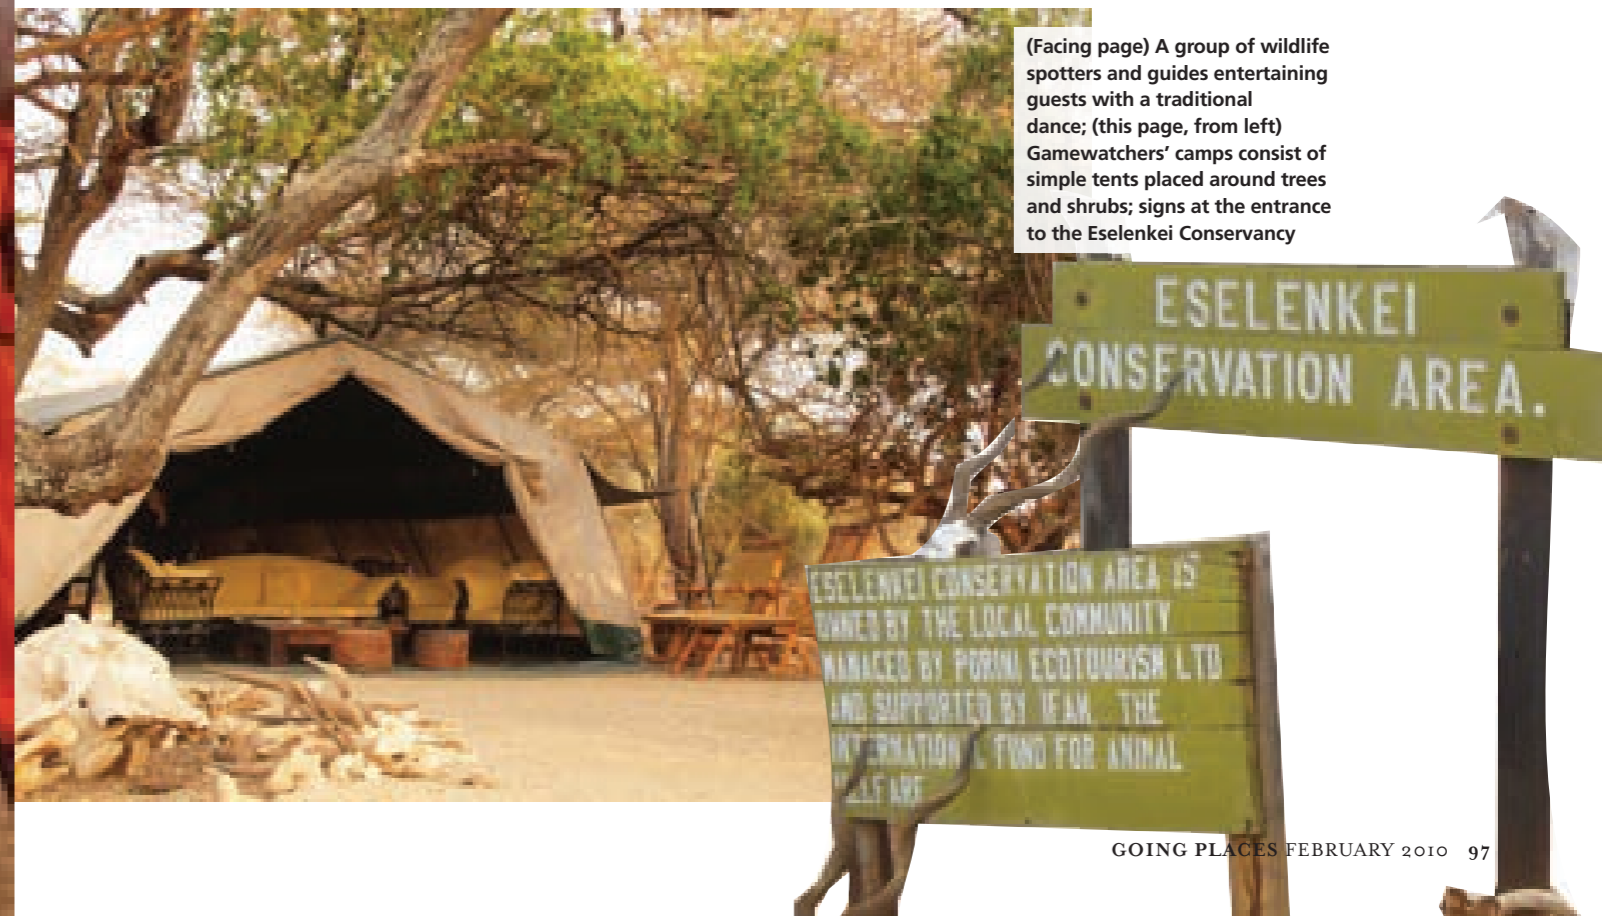 (Facing page) A group of wildlife
spotters and guides entertaining
guests with a traditional
dance; (this page, from left)
Gamewatchers’ camps consist of
simple tents placed around trees
and shrubs; signs at the entrance
to the Eselenkei Conservancy
ESELENKEI
CONSERVATION AREA.
ESELENKEI CONSERVATION AREA IS
OWNED BY THE LOCAL COMMUNITY
MANAGED BY PORINI ECOTOURISM LTD
AND SUPPORTED BY IFAW THE
INTERNATIONAL FUND FOR ANIMAL
WELFARE
GOING PLACES FEBRUARY 2010 97